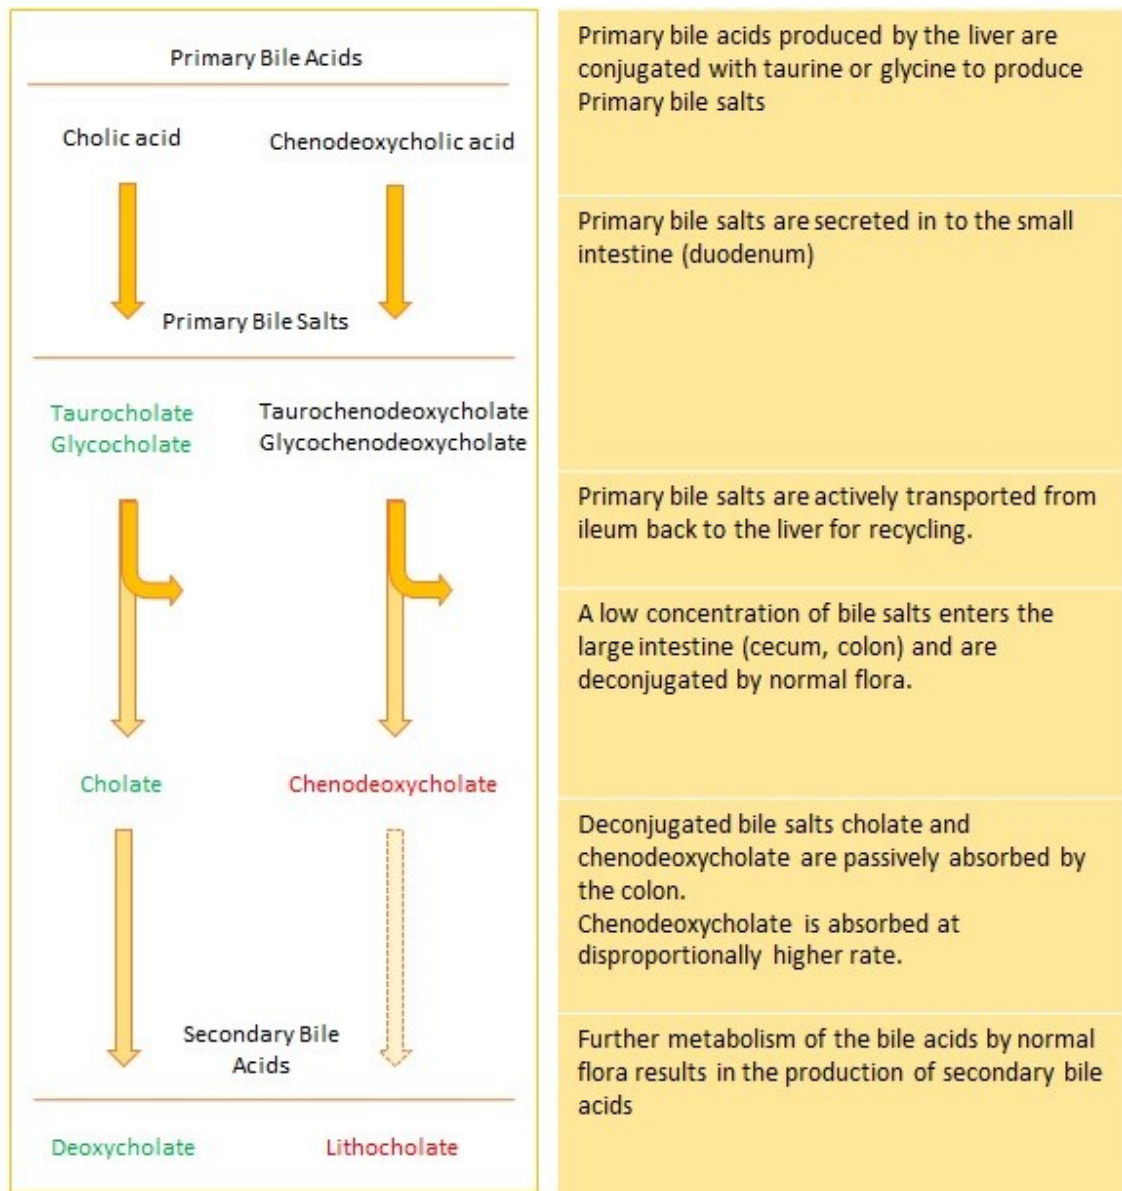 Primary Bile Acids
Cholic acid
Chenodeoxycholic acid
Primary Bile Salts
Taurocholate
Glycocholate
Taurochenodeoxycholate
Glycochenodeoxycholate
Cholate
Chenodeoxycholate
Secondary Bile
Acids
Deoxycholate
Lithocholate
Primary bile acids produced by the liver are
conjugated with taurine or glycine to produce
Primary bile salts
Primary bile salts are secreted in to the small
intestine (duodenum)
Primary bile salts are actively transported from
ileum back to the liver for recycling.
A low concentration of bile salts enters the
large intestine (cecum, colon) and are
deconjugated by normal flora.
Deconjugated bile salts cholate and
chenodeoxycholate are passively absorbed by
the colon.
Chenodeoxycholate is absorbed at
disproportionally higher rate.
Further metabolism of the bile acids by normal
flora results in the production of secondary bile
acids